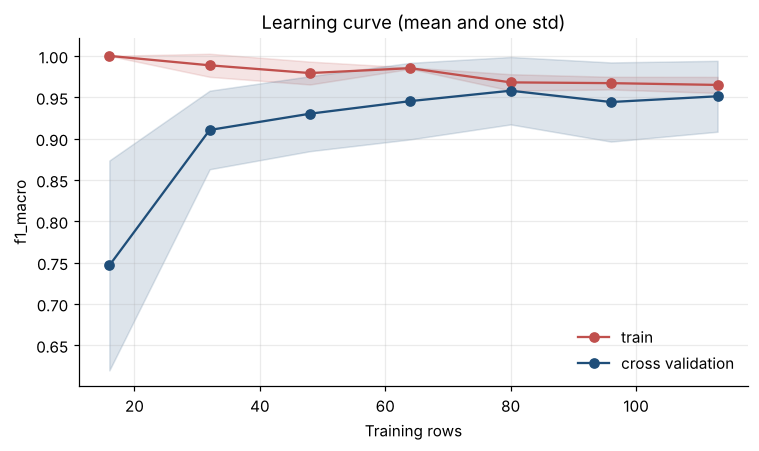 Learning curve (mean and one std)
1.00
0.95
0.90
0.85
0.80
0.75
0.70
0.65
f1_macro
train
cross validation
20 40 60 80 100
Training rows